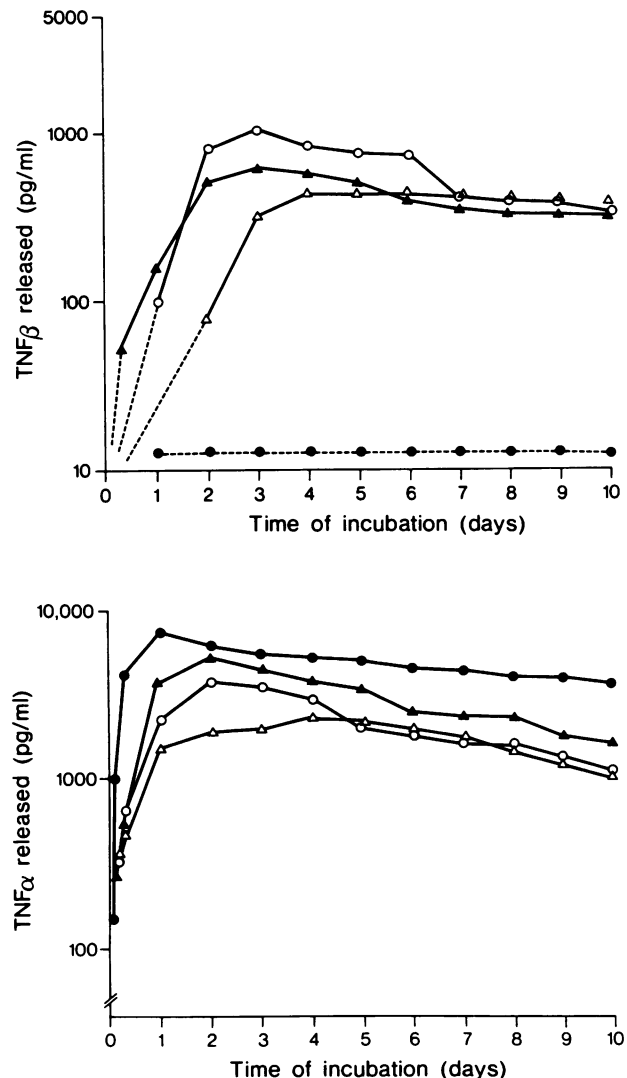 5000
1000
100
10
TNFβ released (pg/ml)
0 1 2 3 4 5 6 7 8 9 10
Time of incubation (days)
10,000
1000
100
TNFα released (pg/ml)
0 1 2 3 4 5 6 7 8 9 10
Time of incubation (days)